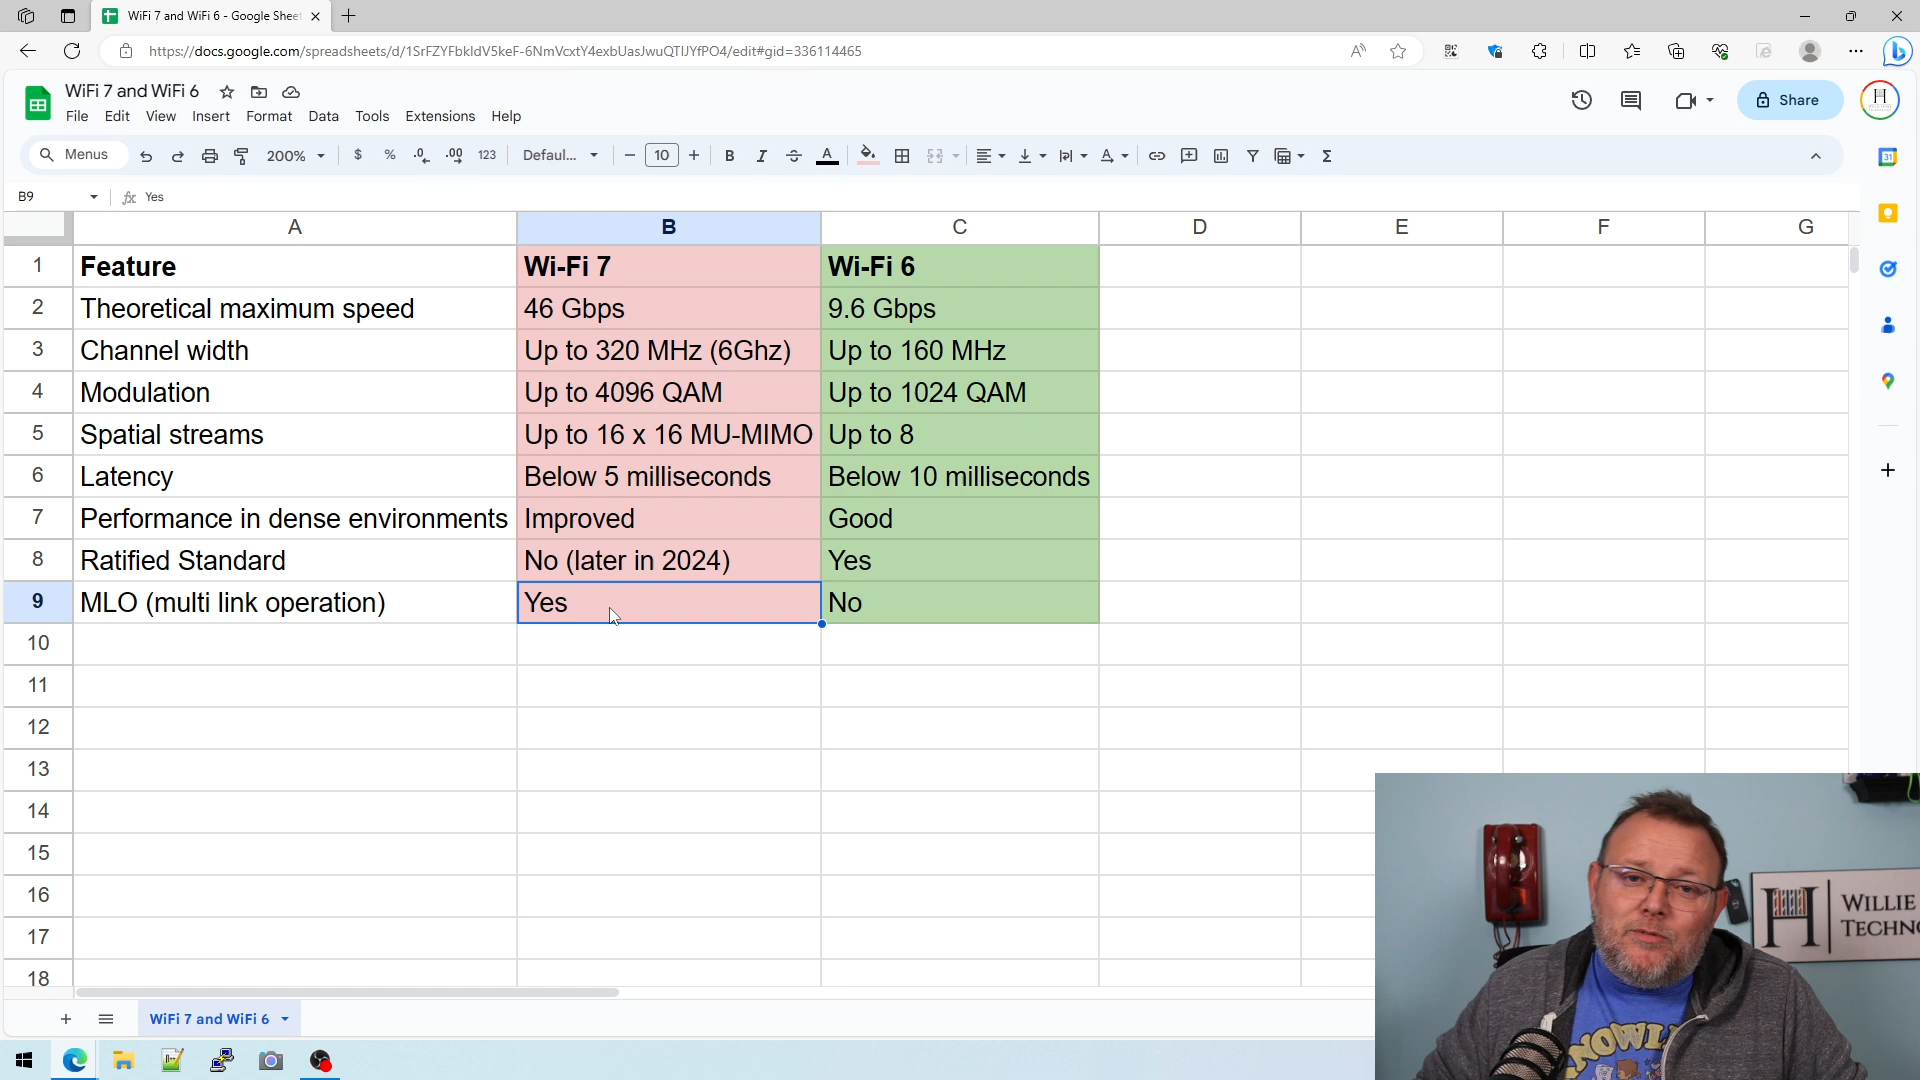 WiFi 7 and WiFi 6 - Google Sheet
https://docs.google.com/spreadsheets/d/1SrFZYFbkldV5keF-6NmVcxtY4exbUasJwuQTIJYfPO4/edit#gid=336114465
WiFi 7 and WiFi 6
File Edit View Insert Format Data Tools Extensions Help
Share
H
Menus 200% $ % .0 .00 123 Defaul... 10 B I S A Σ
31
B9 fx Yes
A B C D E F G
1 Feature Wi-Fi 7 Wi-Fi 6
2 Theoretical maximum speed 46 Gbps 9.6 Gbps
3 Channel width Up to 320 MHz (6Ghz) Up to 160 MHz
4 Modulation Up to 4096 QAM Up to 1024 QAM
5 Spatial streams Up to 16 x 16 MU-MIMO Up to 8
6 Latency Below 5 milliseconds Below 10 milliseconds
7 Performance in dense environments Improved Good
8 Ratified Standard No (later in 2024) Yes
9 MLO (multi link operation) Yes No
10
11
12
13
14
15
16
17
18
WiFi 7 and WiFi 6
H WILLIE
TECHNO
KNOWL